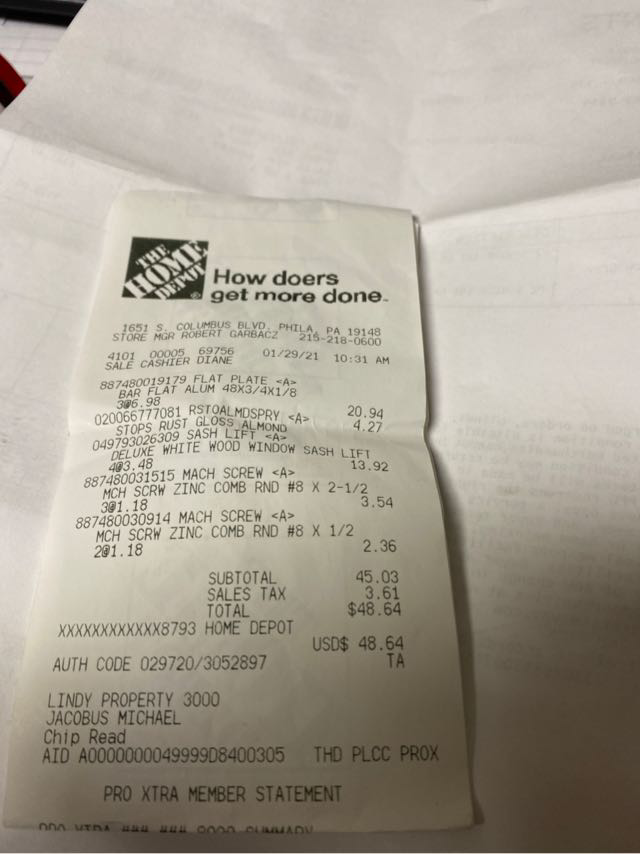 THE
HOME
DEPOT
®
How doers
get more done.™
1651 S. COLUMBUS BLVD. PHILA, PA 19148
STORE MGR ROBERT GARBACZ 215-218-0600
4101 00005 69756 01/29/21 10:31 AM
SALE CASHIER DIANE
887480019179 FLAT PLATE <A>
BAR FLAT ALUM 48X3/4X1/8
3@6.98 20.94
020066777081 RSTOALMDSPRY <A> 4.27
STOPS RUST GLOSS ALMOND
049793026309 SASH LIFT <A>
DELUXE WHITE WOOD WINDOW SASH LIFT
4@3.48 13.92
887480031515 MACH SCREW <A>
MCH SCRW ZINC COMB RND #8 X 2-1/2
3@1.18 3.54
887480030914 MACH SCREW <A>
MCH SCRW ZINC COMB RND #8 X 1/2
2@1.18 2.36
SUBTOTAL 45.03
SALES TAX 3.61
TOTAL $48.64
XXXXXXXXXXXX8793 HOME DEPOT
USD$ 48.64
AUTH CODE 029720/3052897 TA
LINDY PROPERTY 3000
JACOBUS MICHAEL
Chip Read
AID A0000000049999D8400305 THD PLCC PROX
PRO XTRA MEMBER STATEMENT